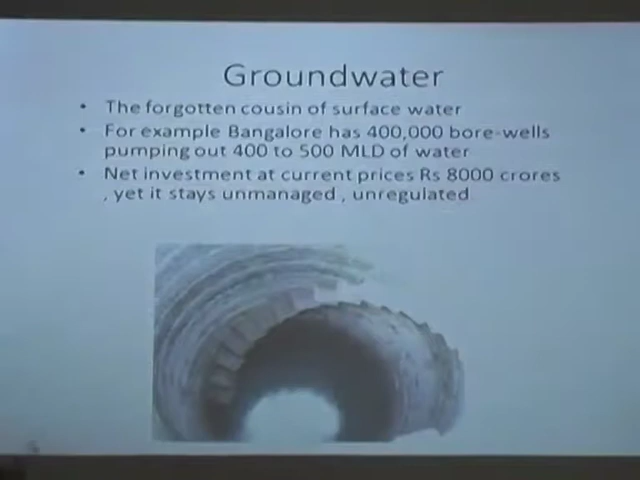 Groundwater
• The forgotten cousin of surface water
• For example Bangalore has 400,000 bore-wells
pumping out 400 to 500 MLD of water
• Net investment at current prices Rs 8000 crores
, yet it stays unmanaged , unregulated